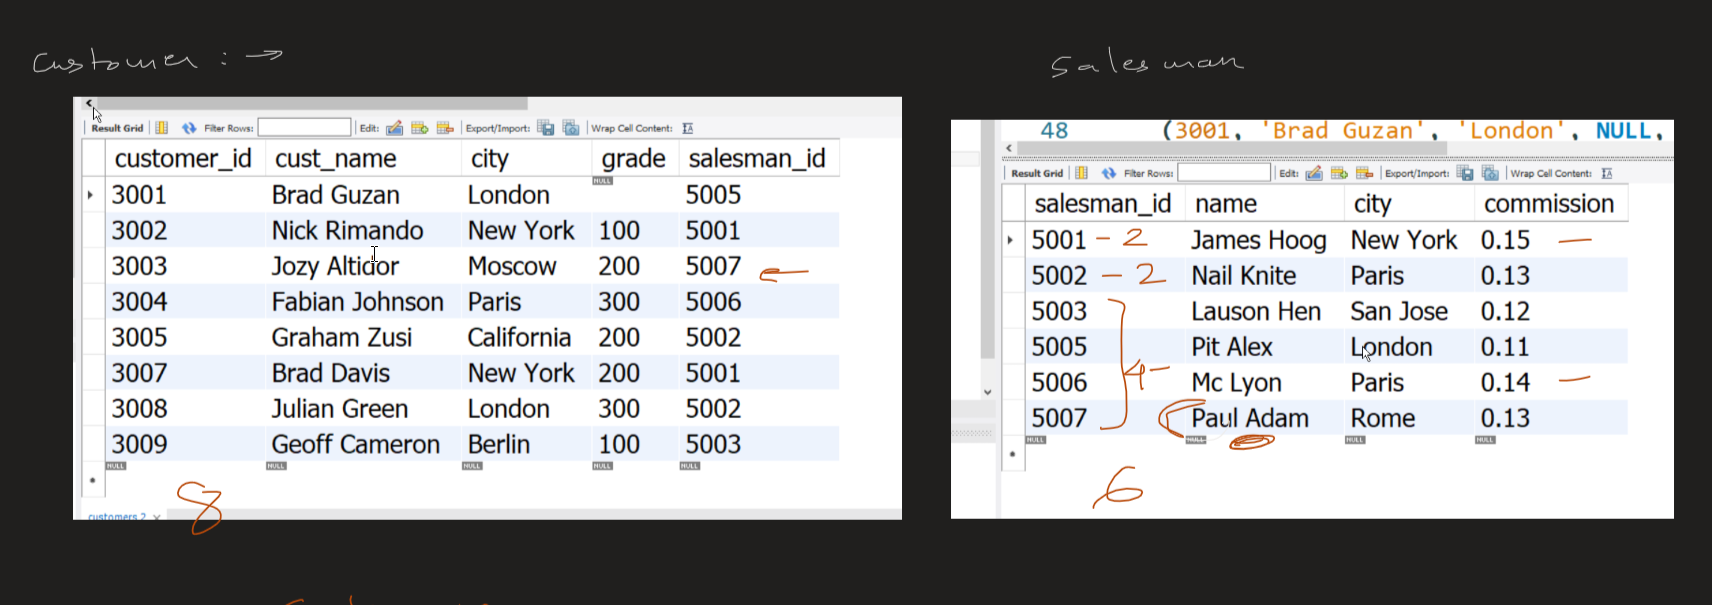 customer : →
Salesman
Result Grid Filter Rows: Edit: Export/Import: Wrap Cell Content:
customer_id cust_name city grade salesman_id
3001 Brad Guzan London NULL 5005
3002 Nick Rimando New York 100 5001
3003 Jozy Altidor Moscow 200 5007 ←
3004 Fabian Johnson Paris 300 5006
3005 Graham Zusi California 200 5002
3007 Brad Davis New York 200 5001
3008 Julian Green London 300 5002
3009 Geoff Cameron Berlin 100 5003
NULL NULL NULL NULL NULL
8
customers 2
48 (3001, 'Brad Guzan', 'London', NULL,
Result Grid Filter Rows: Edit: Export/Import: Wrap Cell Content:
salesman_id name city commission
5001 - 2 James Hoog New York 0.15 —
5002 - 2 Nail Knite Paris 0.13
5003 Lauson Hen San Jose 0.12
5005 Pit Alex London 0.11
5006 4 - Mc Lyon Paris 0.14 —
5007 Paul Adam Rome 0.13
NULL NULL NULL NULL
6